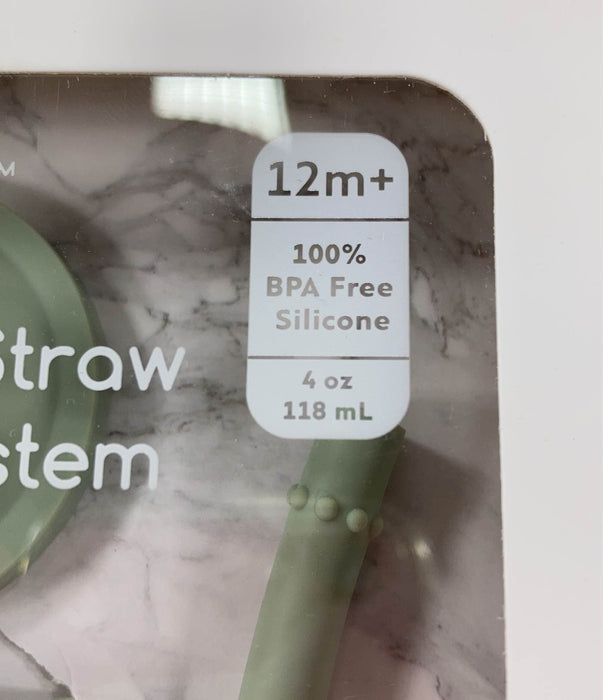 12m+
100%
BPA Free
Silicone
4 oz
118 mL
Straw
stem